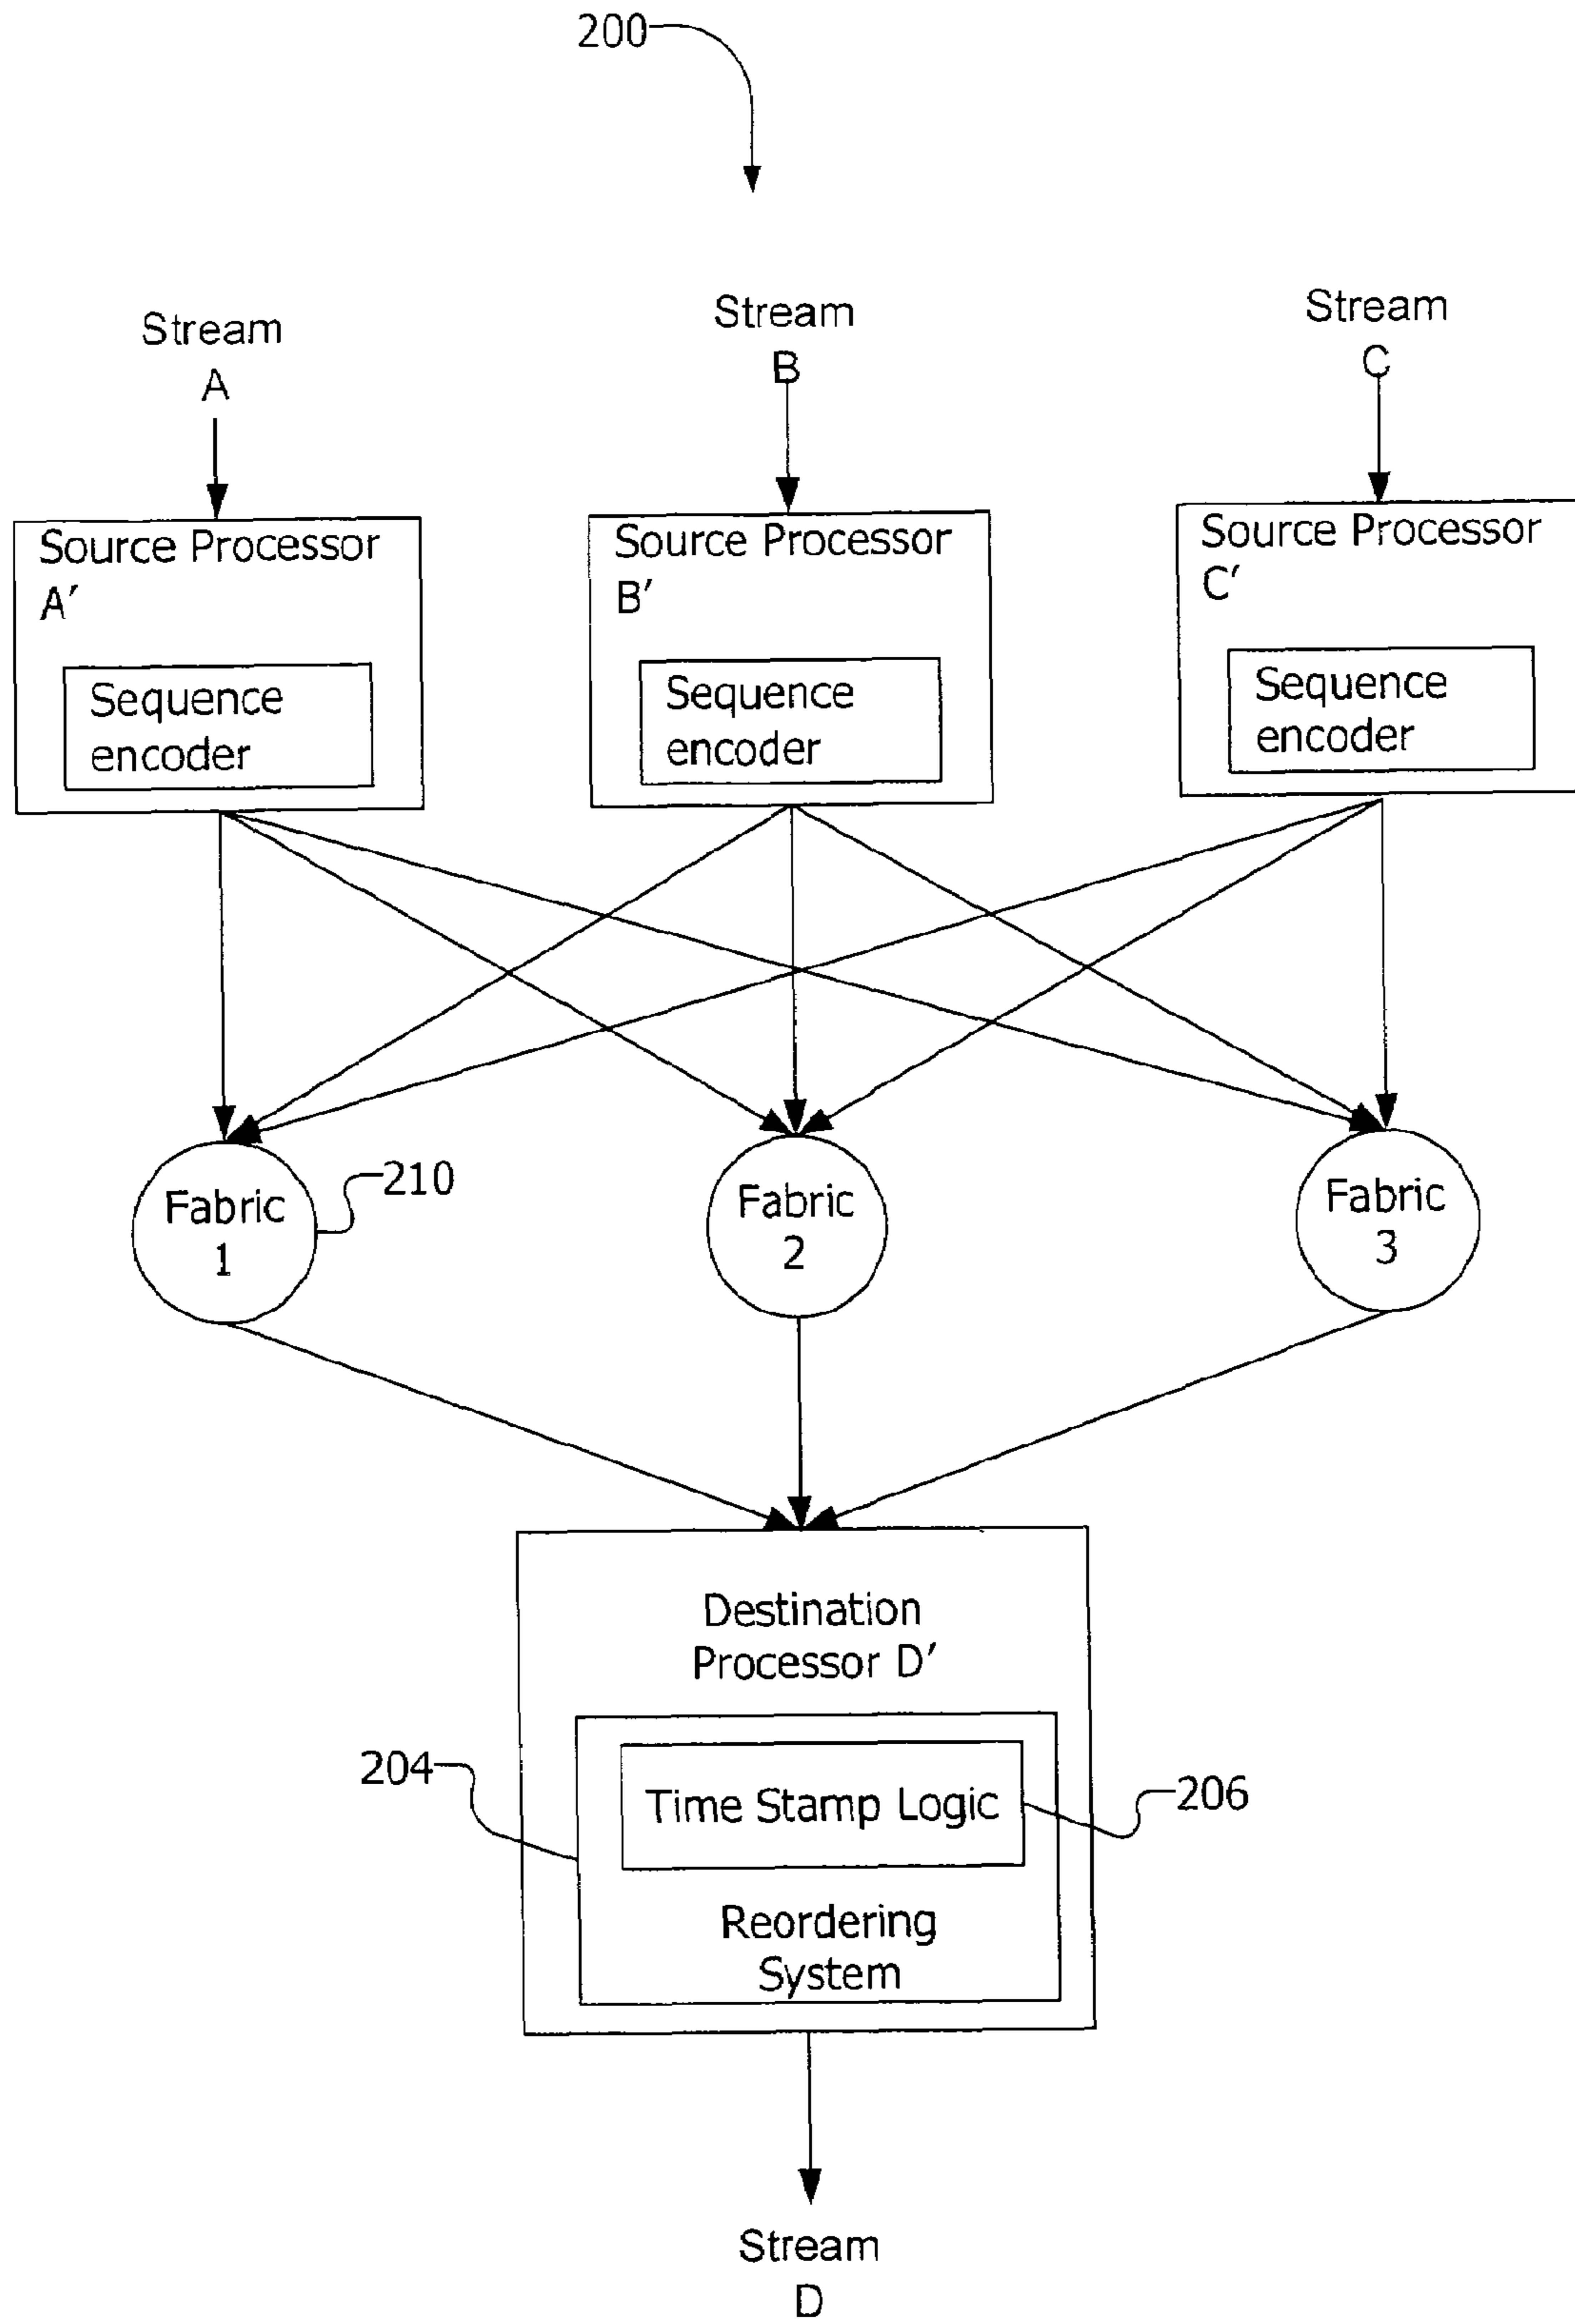 200
Stream
A
Stream
B
Stream
C
Source Processor
A'
Sequence
encoder
Source Processor
B'
Sequence
encoder
Source Processor
C'
Sequence
encoder
Fabric
1
210
Fabric
2
Fabric
3
Destination
Processor D'
204
Time Stamp Logic
206
Reordering
System
Stream
D